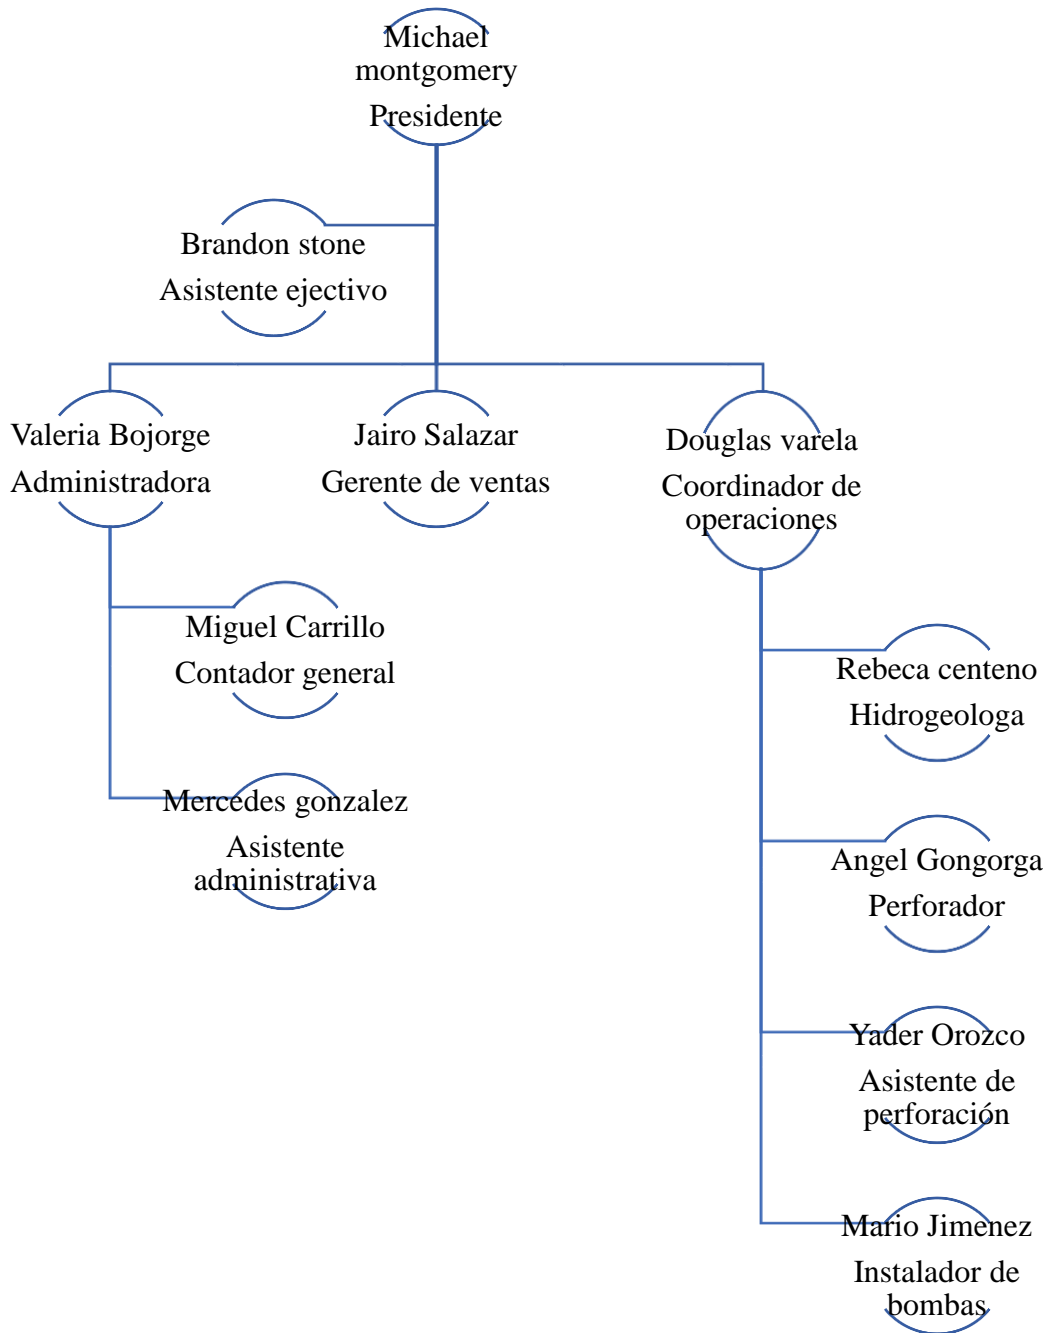 Michael
montgomery
Presidente
Brandon stone
Asistente ejectivo
Valeria Bojorge
Administradora
Jairo Salazar
Gerente de ventas
Douglas varela
Coordinador de
operaciones
Miguel Carrillo
Contador general
Mercedes gonzalez
Asistente
administrativa
Rebeca centeno
Hidrogeologa
Angel Gongorga
Perforador
Yader Orozco
Asistente de
perforación
Mario Jimenez
Instalador de
bombas